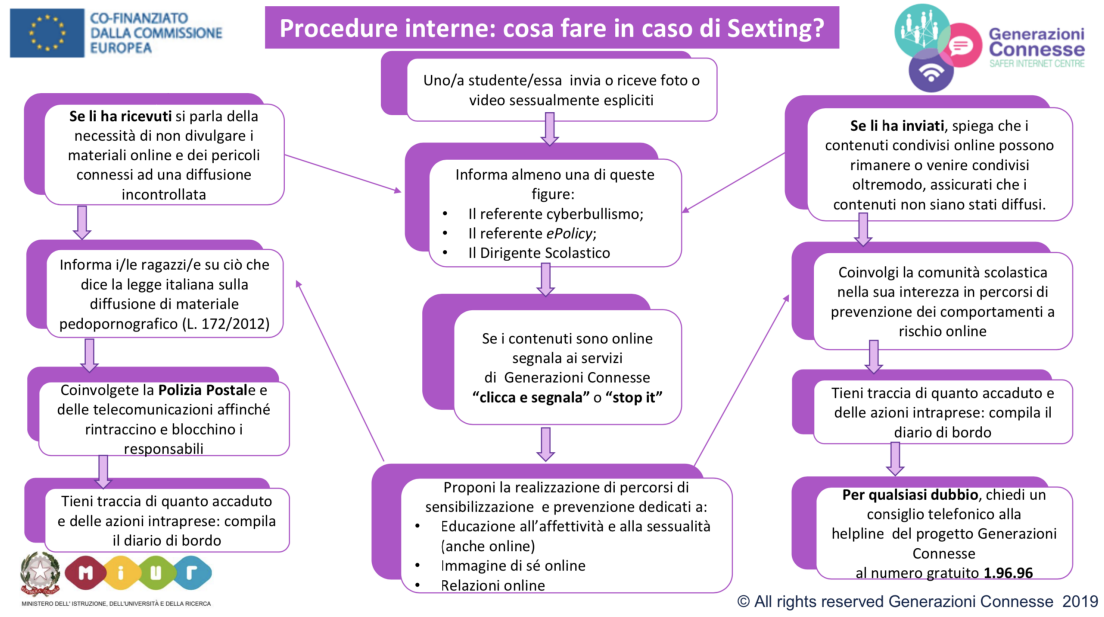 CO-FINANZIATO
DALLA COMMISSIONE
EUROPEA
Procedure interne: cosa fare in caso di Sexting?
Generazioni
Connesse
SAFER INTERNET CENTRE
Uno/a studente/essa invia o riceve foto o
video sessualmente espliciti
Se li ha ricevuti si parla della
necessità di non divulgare i
materiali online e dei pericoli
connessi ad una diffusione
incontrollata
Informa i/le ragazzi/e su ciò che
dice la legge italiana sulla
diffusione di materiale
pedopornografico (L. 172/2012)
Coinvolgete la Polizia Postale e
delle telecomunicazioni affinché
rintraccino e blocchino i
responsabili
Tieni traccia di quanto accaduto
e delle azioni intraprese: compila
il diario di bordo
Informa almeno una di queste
figure:
• Il referente cyberbullismo;
• Il referente ePolicy;
• Il Dirigente Scolastico
Se i contenuti sono online
segnala ai servizi
di Generazioni Connesse
“clicca e segnala” o “stop it”
Proponi la realizzazione di percorsi di
sensibilizzazione e prevenzione dedicati a:
• Educazione all’affettività e alla sessualità
(anche online)
• Immagine di sé online
• Relazioni online
Se li ha inviati, spiega che i
contenuti condivisi online possono
rimanere o venire condivisi
oltremodo, assicurati che i
contenuti non siano stati diffusi.
Coinvolgi la comunità scolastica
nella sua interezza in percorsi di
prevenzione dei comportamenti a
rischio online
Tieni traccia di quanto accaduto e
delle azioni intraprese: compila il
diario di bordo
Per qualsiasi dubbio, chiedi un
consiglio telefonico alla
helpline del progetto Generazioni
Connesse
al numero gratuito 1.96.96
MIUR
MINISTERO DELL' ISTRUZIONE, DELL'UNIVERSITÀ E DELLA RICERCA
© All rights reserved Generazioni Connesse 2019